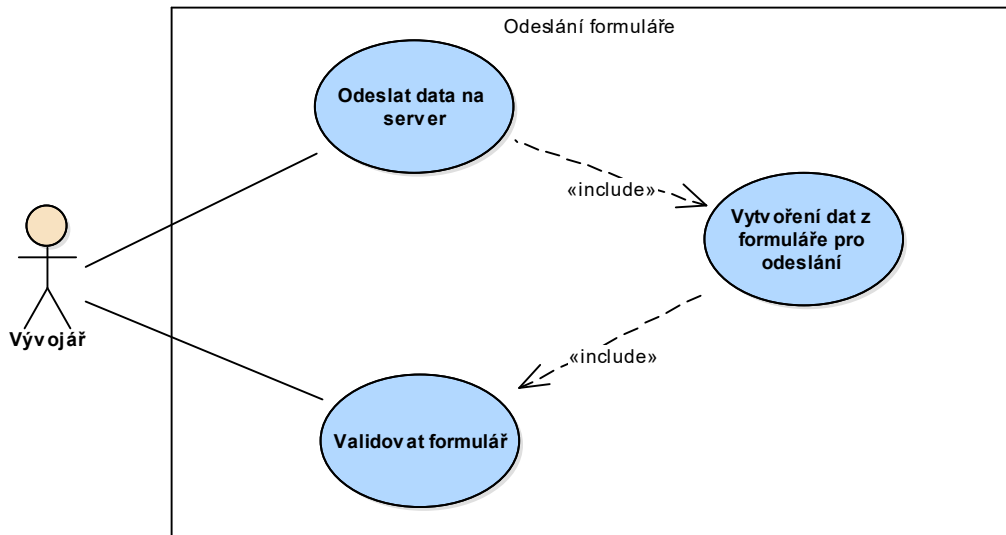 Odeslání formuláře
Odeslat data na
server
«include»
Vytvoření dat z
formuláře pro
odeslání
Vývojář
«include»
Validovat formulář